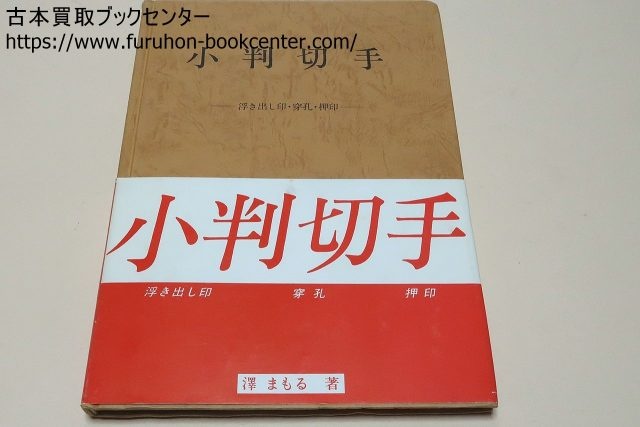 古本買取ブックセンター
https://www.furuhon-bookcenter.com/
小判切手
浮き出し印・穿孔・押印
小判切手
浮き出し印 穿孔 押印
澤 まもる 著